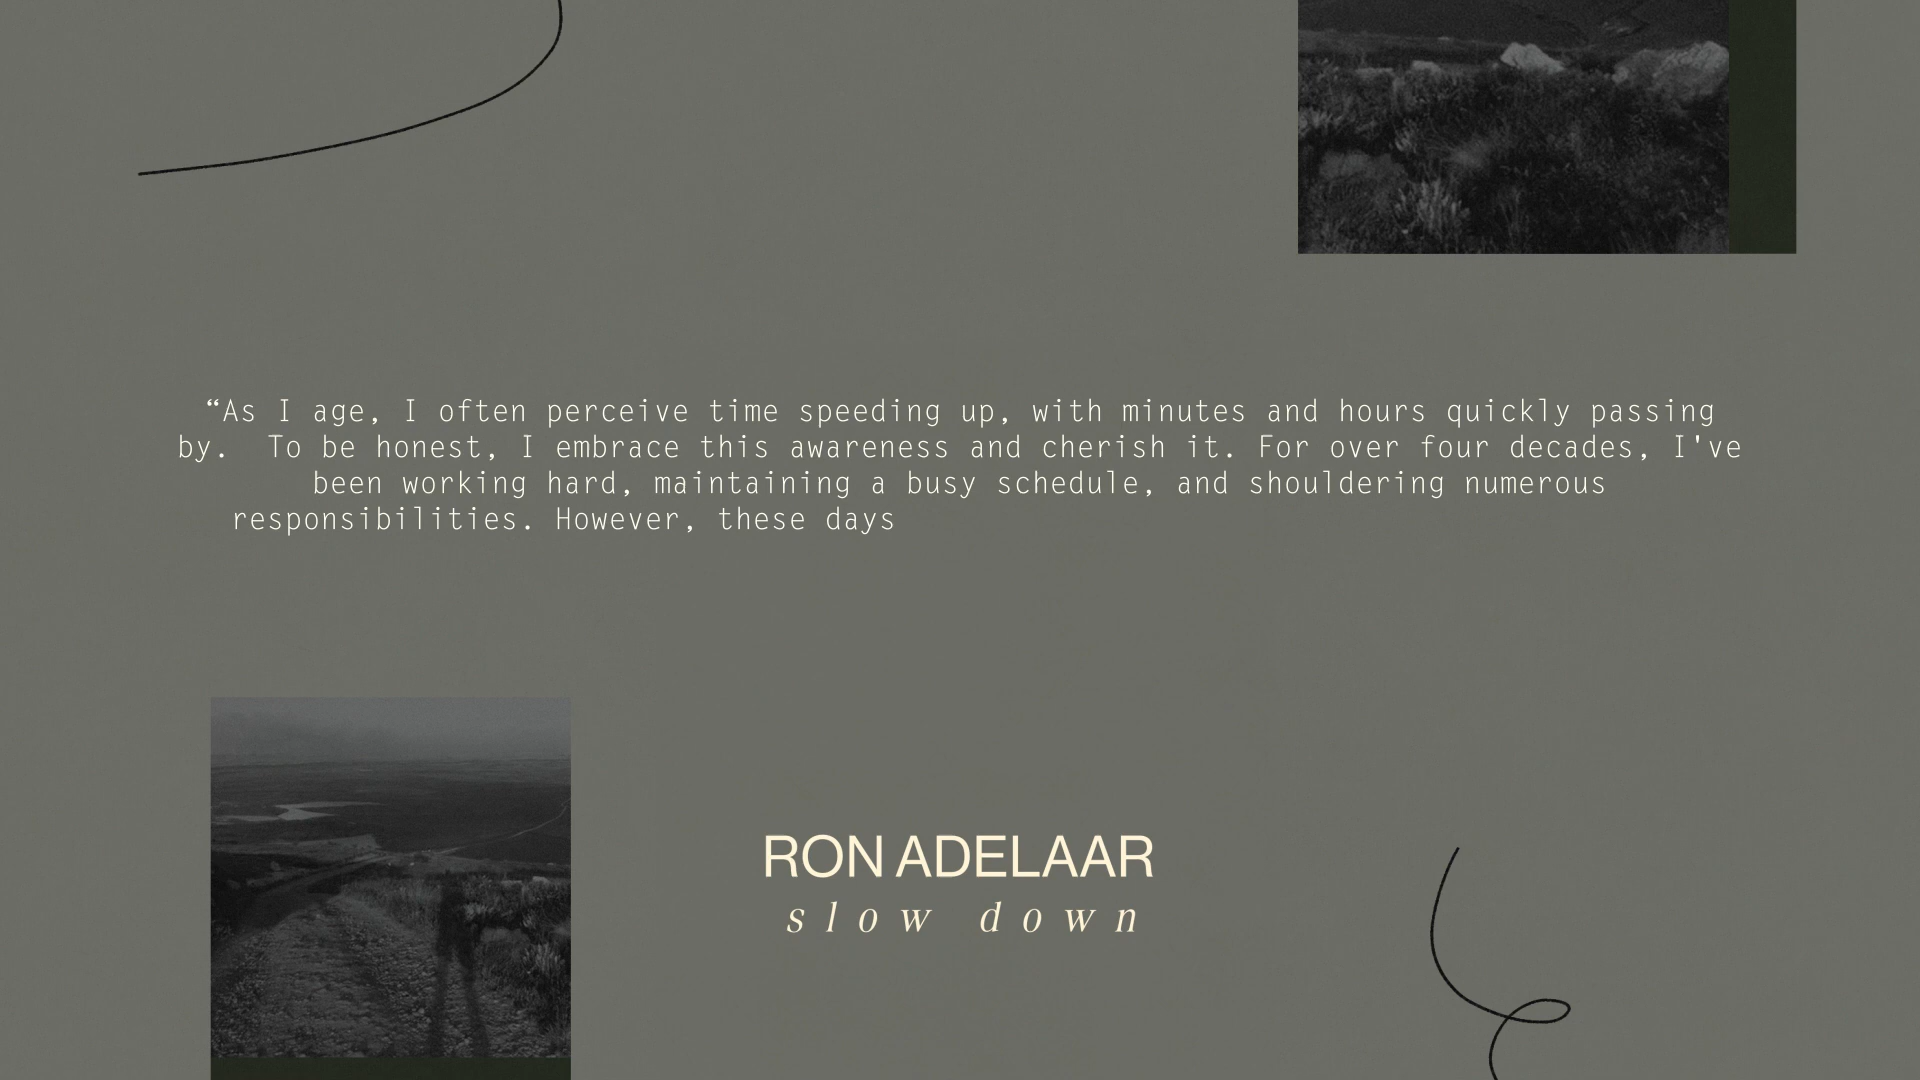 “As I age, I often perceive time speeding up, with minutes and hours quickly passing
by.  To be honest, I embrace this awareness and cherish it. For over four decades, I've
been working hard, maintaining a busy schedule, and shouldering numerous
responsibilities. However, these days
RON ADELAAR
slow down